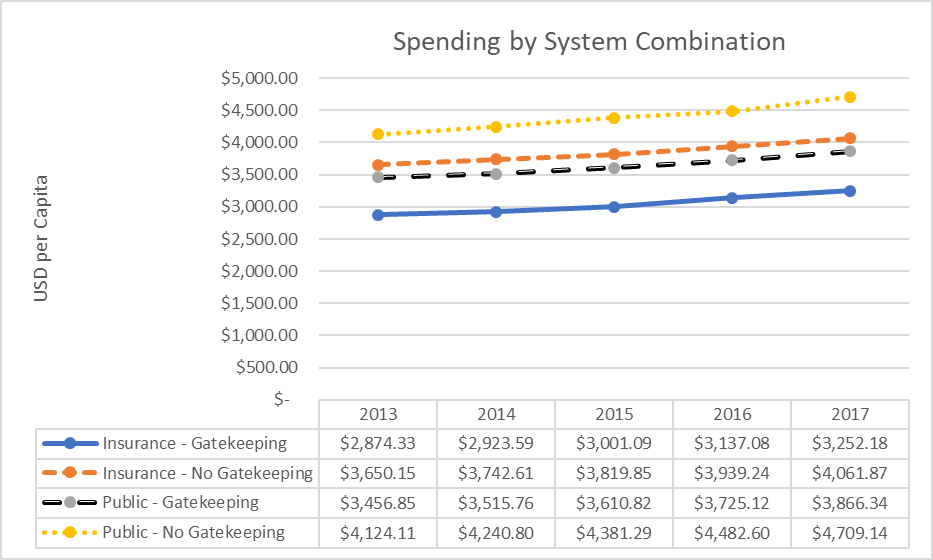 Spending by System Combination
USD per Capita
$5,000.00
$4,500.00
$4,000.00
$3,500.00
$3,000.00
$2,500.00
$2,000.00
$1,500.00
$1,000.00
$500.00
$-
2013 2014 2015 2016 2017
Insurance - Gatekeeping $2,874.33 $2,923.59 $3,001.09 $3,137.08 $3,252.18
Insurance - No Gatekeeping $3,650.15 $3,742.61 $3,819.85 $3,939.24 $4,061.87
Public - Gatekeeping $3,456.85 $3,515.76 $3,610.82 $3,725.12 $3,866.34
Public - No Gatekeeping $4,124.11 $4,240.80 $4,381.29 $4,482.60 $4,709.14